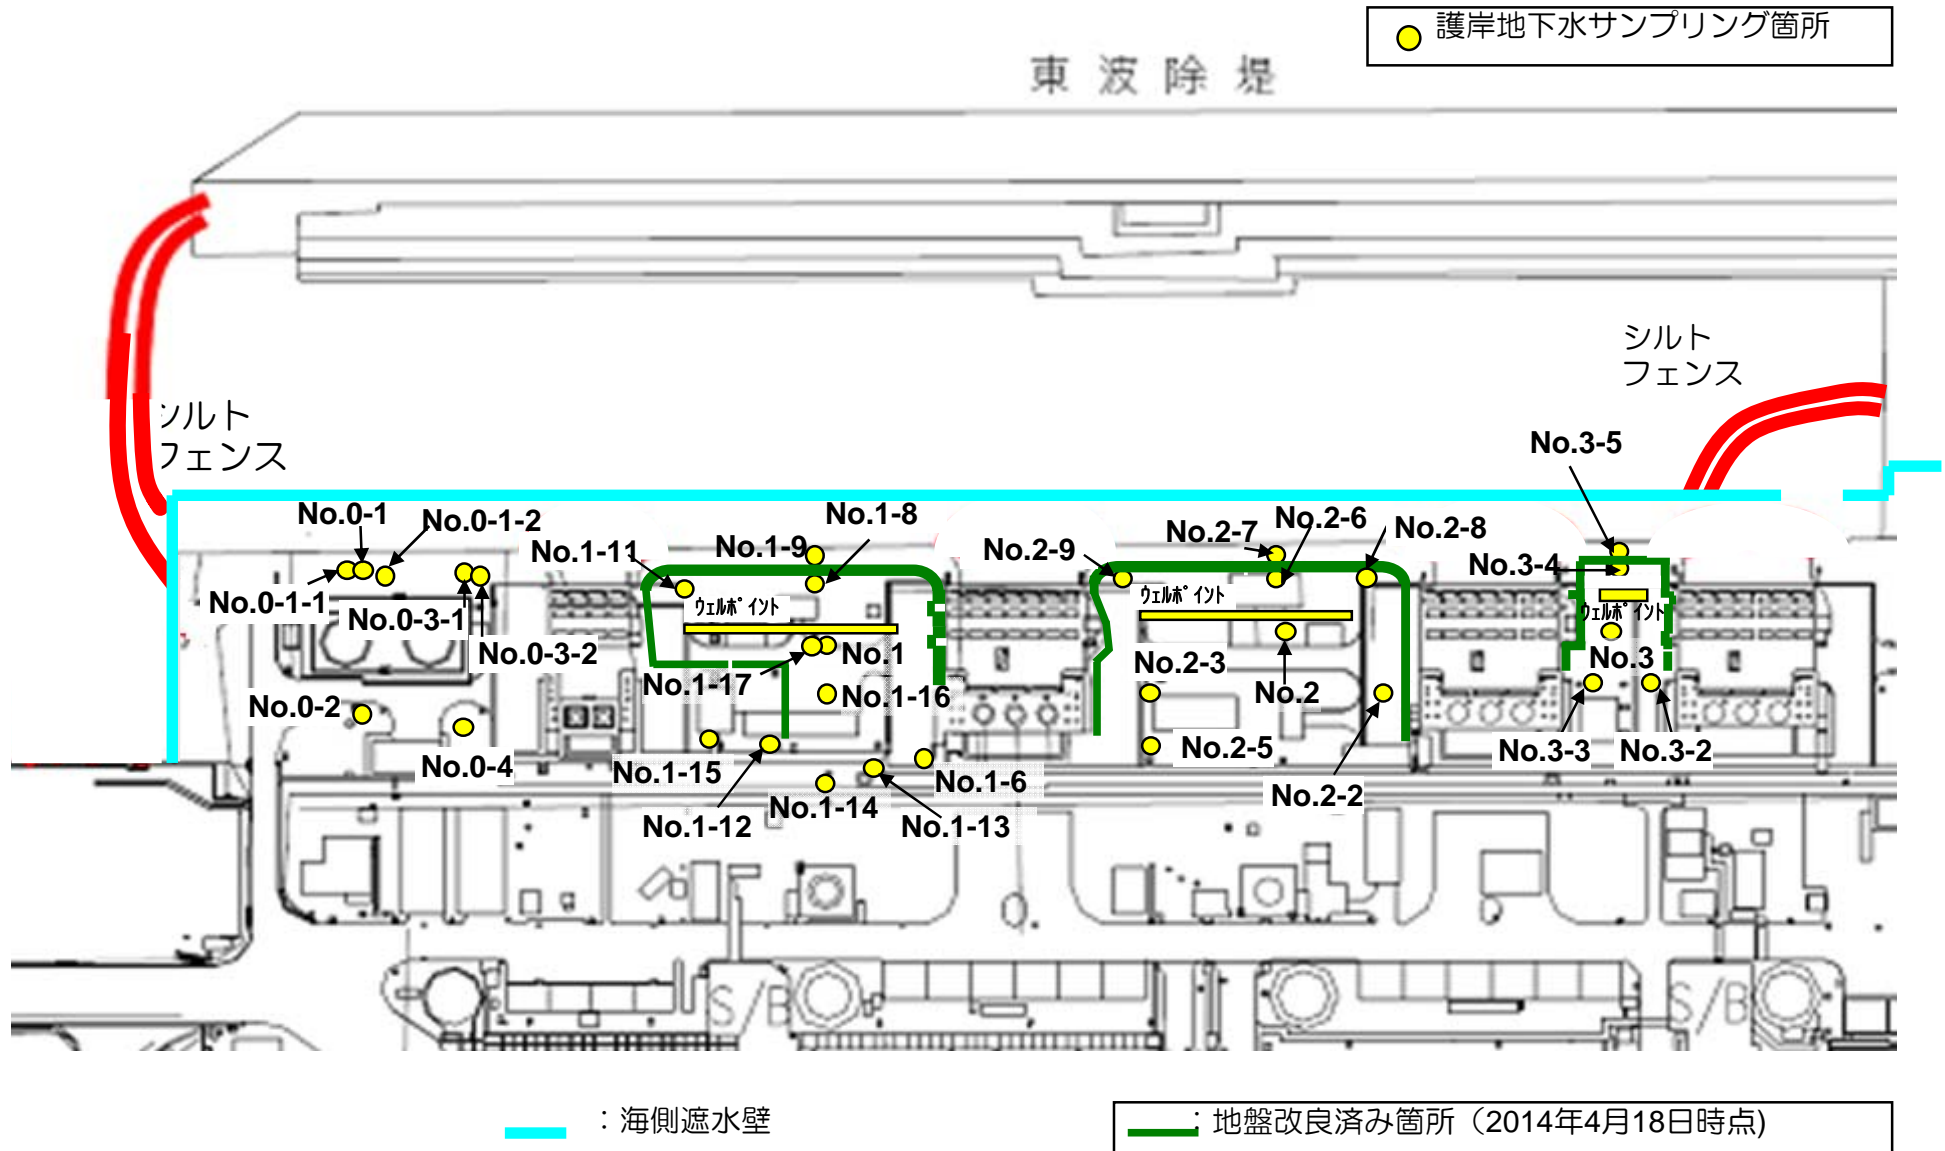 護岸地下水サンプリング箇所
東波除堤
シルト
フェンス
シルト
フェンス
No.3-5
No.0-1
No.0-1-2
No.1-8
No.1-11
No.1-9
No.2-9
No.2-7
No.2-6
No.2-8
No.3-4
No.0-1-1
No.0-3-1
ウェルポイント
ウェルポイント
ウェルポイント
No.0-3-2
No.1
No.1-17
No.1-16
No.2-3
No.2
No.3
No.0-2
No.0-4
No.1-15
No.1-6
No.2-5
No.3-3
No.3-2
No.2-2
No.1-14
No.1-12
No.1-13
S/B
S/B
：海側遮水壁
：地盤改良済み箇所（2014年4月18日時点)